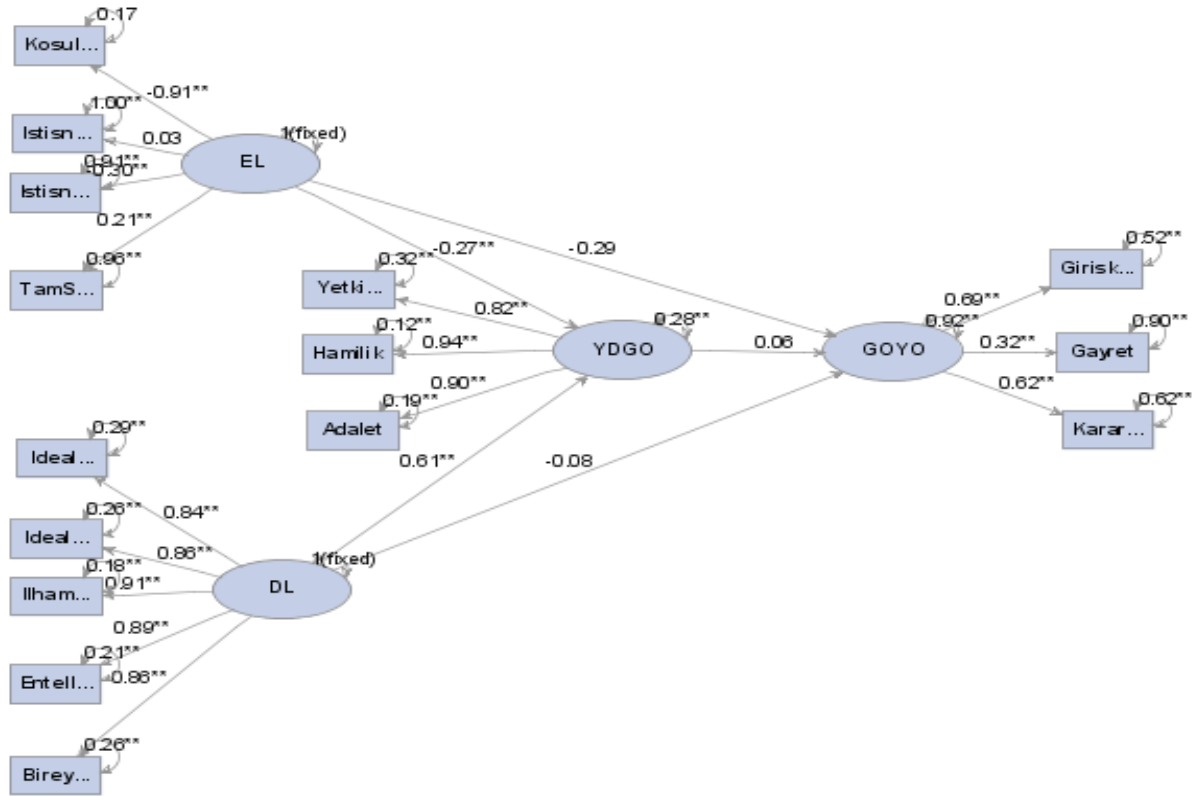 0.17
Kosul...
-0.91**
1.00**
Istisn...
0.03
1(fixed)
EL
0.91**
-0.30**
Istisn...
0.21**
0.96**
TamS...
-0.27**
-0.29
0.32**
Yetki...
0.82**
0.12**
Hamilik
0.94**
0.28**
YDGO
0.06
0.92**
GOYO
0.52**
Girisk...
0.69**
0.90**
0.32**
Gayret
0.62**
0.62**
Karar...
0.90**
0.19**
Adalet
0.61**
-0.08
0.29**
Ideal...
0.84**
0.26**
Ideal...
0.86**
1(fixed)
DL
0.18**
Ilham...
0.91**
0.89**
0.21**
Entell...
0.86**
0.26**
Birey...